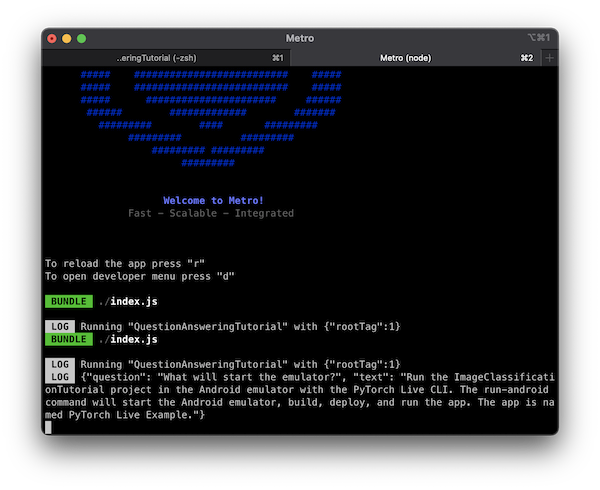 Metro
⌥⌘1
..eringTutorial (-zsh) ⌘1 Metro (node) ⌘2 +
##### ########################## #####
##### ########################## #####
##### ###################### ######
###### ############# #######
######### #### #########
######### #########
######### #########
#########
Welcome to Metro!
Fast - Scalable - Integrated
To reload the app press "r"
To open developer menu press "d"
BUNDLE ./index.js
LOG Running "QuestionAnsweringTutorial" with {"rootTag":1}
BUNDLE ./index.js
LOG Running "QuestionAnsweringTutorial" with {"rootTag":1}
LOG {"question": "What will start the emulator?", "text": "Run the ImageClassificati
onTutorial project in the Android emulator with the PyTorch Live CLI. The run-android
command will start the Android emulator, build, deploy, and run the app. The app is na
med PyTorch Live Example."}